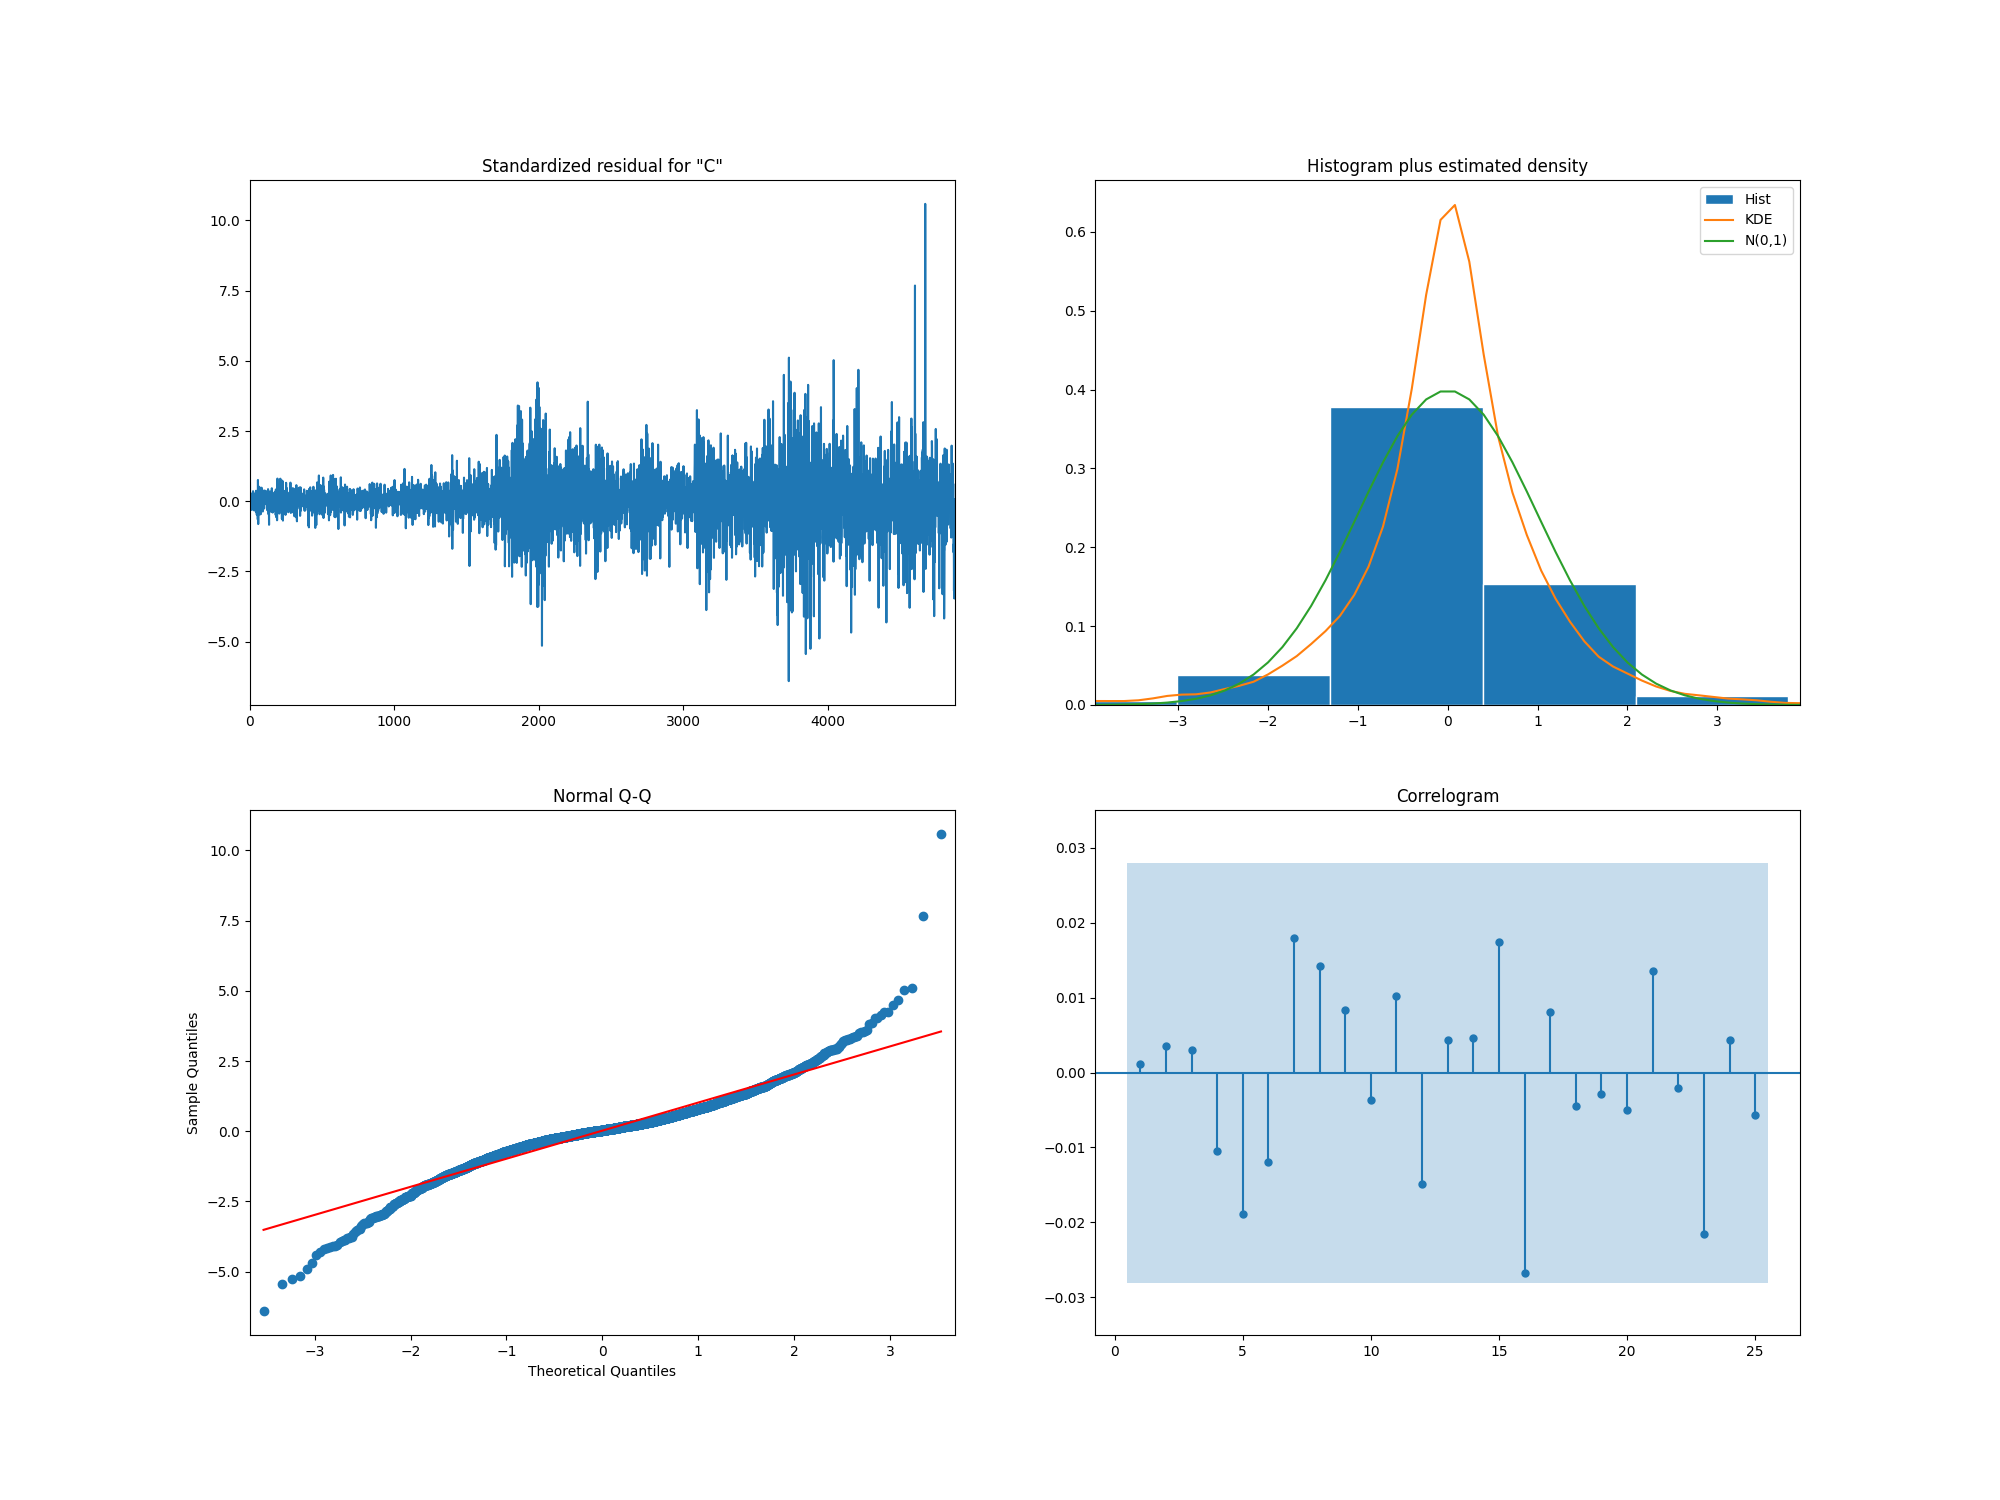 Standardized residual for "C"
10.0
7.5
5.0
2.5
0.0
−2.5
−5.0
0 1000 2000 3000 4000
Histogram plus estimated density
Hist
KDE
N(0,1)
0.6
0.5
0.4
0.3
0.2
0.1
0.0
−3 −2 −1 0 1 2 3
Normal Q-Q
Sample Quantiles
10.0
7.5
5.0
2.5
0.0
−2.5
−5.0
−3 −2 −1 0 1 2 3
Theoretical Quantiles
Correlogram
0.03
0.02
0.01
0.00
−0.01
−0.02
−0.03
0 5 10 15 20 25